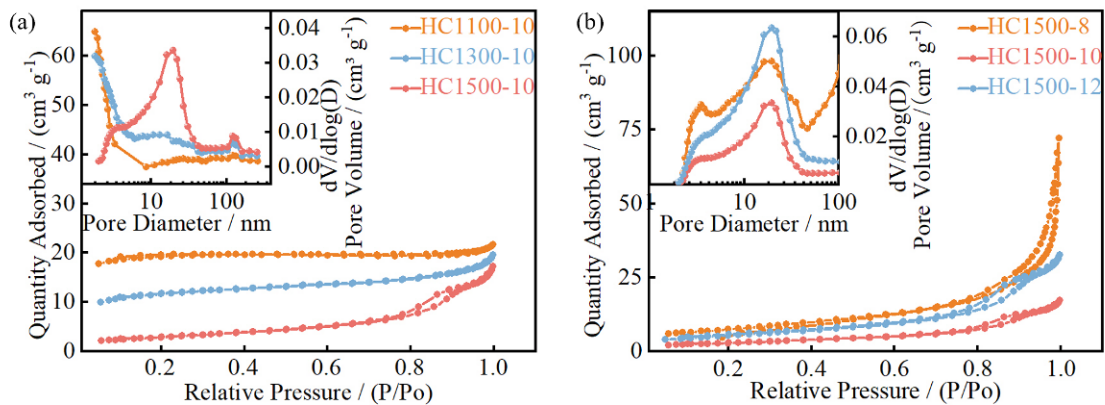 (a)
60
50
40
30
20
10
0
0.2 0.4 0.6 0.8 1.0
Quantity Adsorbed / (cm³ g⁻¹)
Relative Pressure / (P/Po)
HC1100-10
HC1300-10
HC1500-10
0.04
0.03
0.02
0.01
0.00
10 100
Pore Diameter / nm
dV/dlog(D)
Pore Volume / (cm³ g⁻¹)
(b)
100
75
50
25
0
0.2 0.4 0.6 0.8 1.0
Quantity Adsorbed / (cm³ g⁻¹)
Relative Pressure / (P/Po)
HC1500-8
HC1500-10
HC1500-12
0.06
0.04
0.02
0.00
1 10 100
Pore Diameter / nm
dV/dlog(D)
Pore Volume / (cm³ g⁻¹)